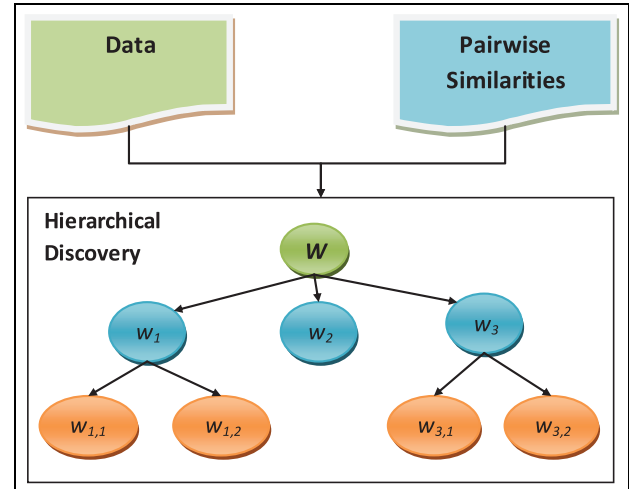 Data
Pairwise
Similarities
Hierarchical
Discovery
W
w1
w2
w3
w1,1
w1,2
w3,1
w3,2